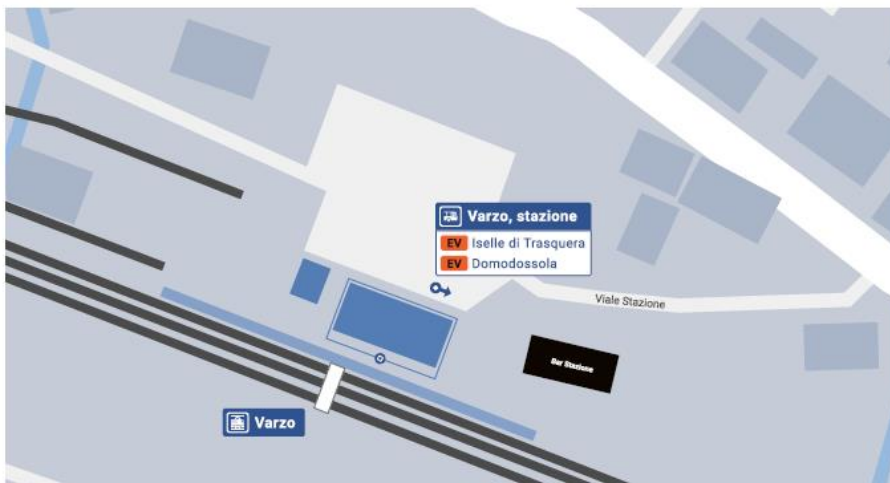 Varzo, stazione
EV Iselle di Trasquera
EV Domodossola
Viale Stazione
Bar Stazione
Varzo